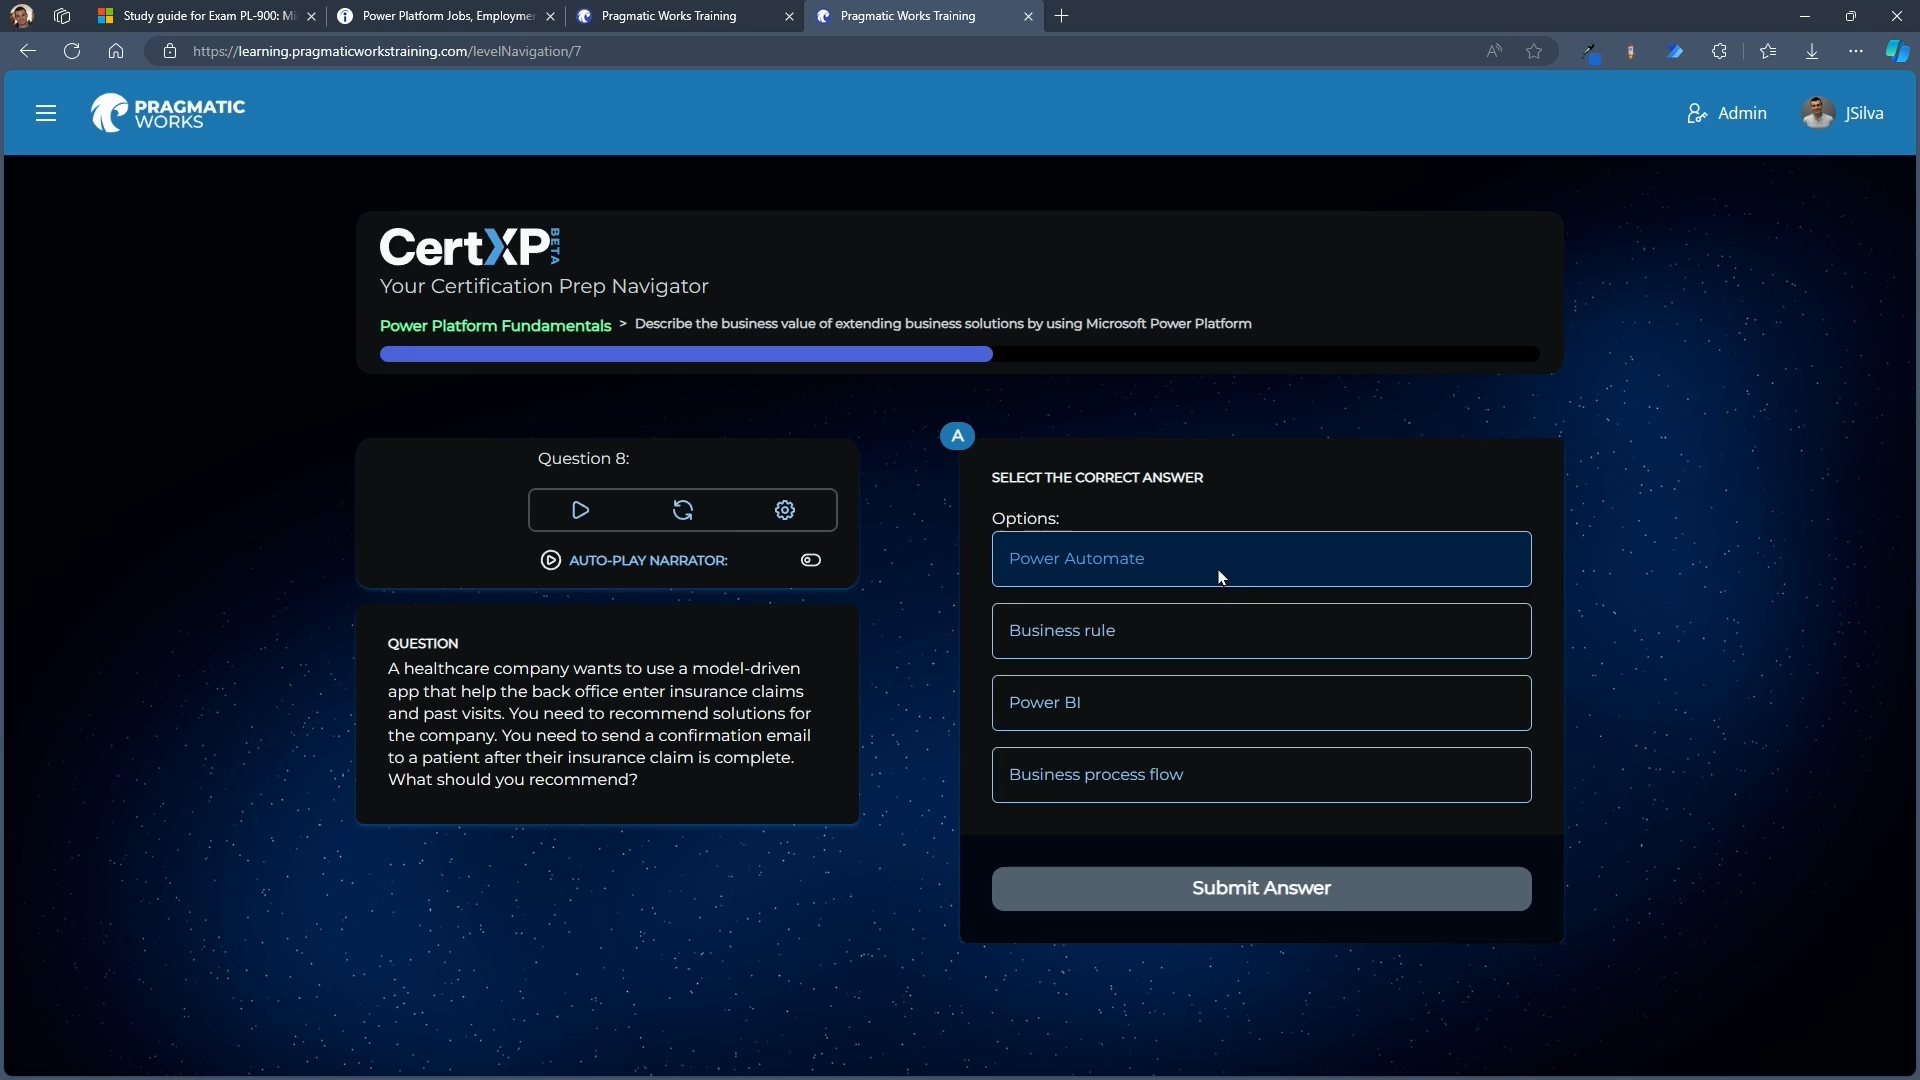 Study guide for Exam PL-900: Mi
Power Platform Jobs, Employmen
Pragmatic Works Training
Pragmatic Works Training
https://learning.pragmaticworkstraining.com/levelNavigation/7
PRAGMATIC
WORKS
Admin
JSilva
CertXP BETA
Your Certification Prep Navigator
Power Platform Fundamentals > Describe the business value of extending business solutions by using Microsoft Power Platform
Question 8:
AUTO-PLAY NARRATOR:
QUESTION
A healthcare company wants to use a model-driven
app that help the back office enter insurance claims
and past visits. You need to recommend solutions for
the company. You need to send a confirmation email
to a patient after their insurance claim is complete.
What should you recommend?
A
SELECT THE CORRECT ANSWER
Options:
Power Automate
Business rule
Power BI
Business process flow
Submit Answer